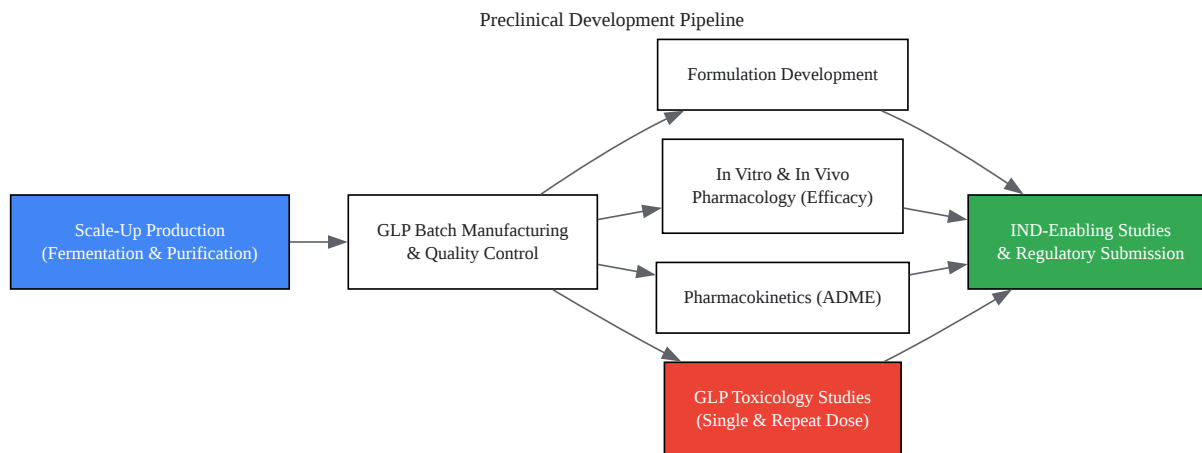 Preclinical Development Pipeline
Formulation Development
In Vitro & In Vivo
Pharmacology (Efficacy)
Scale-Up Production
(Fermentation & Purification)
GLP Batch Manufacturing
& Quality Control
IND-Enabling Studies
& Regulatory Submission
Pharmacokinetics (ADME)
GLP Toxicology Studies
(Single & Repeat Dose)